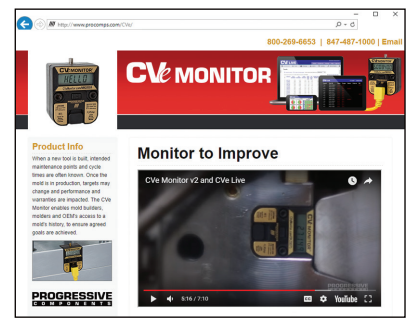 http://www.procomps.com/CVe/
800-269-6653 | 847-487-1000 | Email
HELLO
CVe MONITOR
CVe LIVE
Product Info
When a new tool is built, intended
maintenance points and cycle
times are often known. Once the
mold is in production, targets may
change and performance and
warranties are impacted. The CVe
Monitor enables mold builders,
molders and OEM's access to a
mold's history, to ensure agreed
goals are achieved.
PROGRESSIVE
COMPONENTS
Monitor to Improve
CVe Monitor v2 and CVe Live
PROGRESSIVE
5:16 / 7:10
YouTube